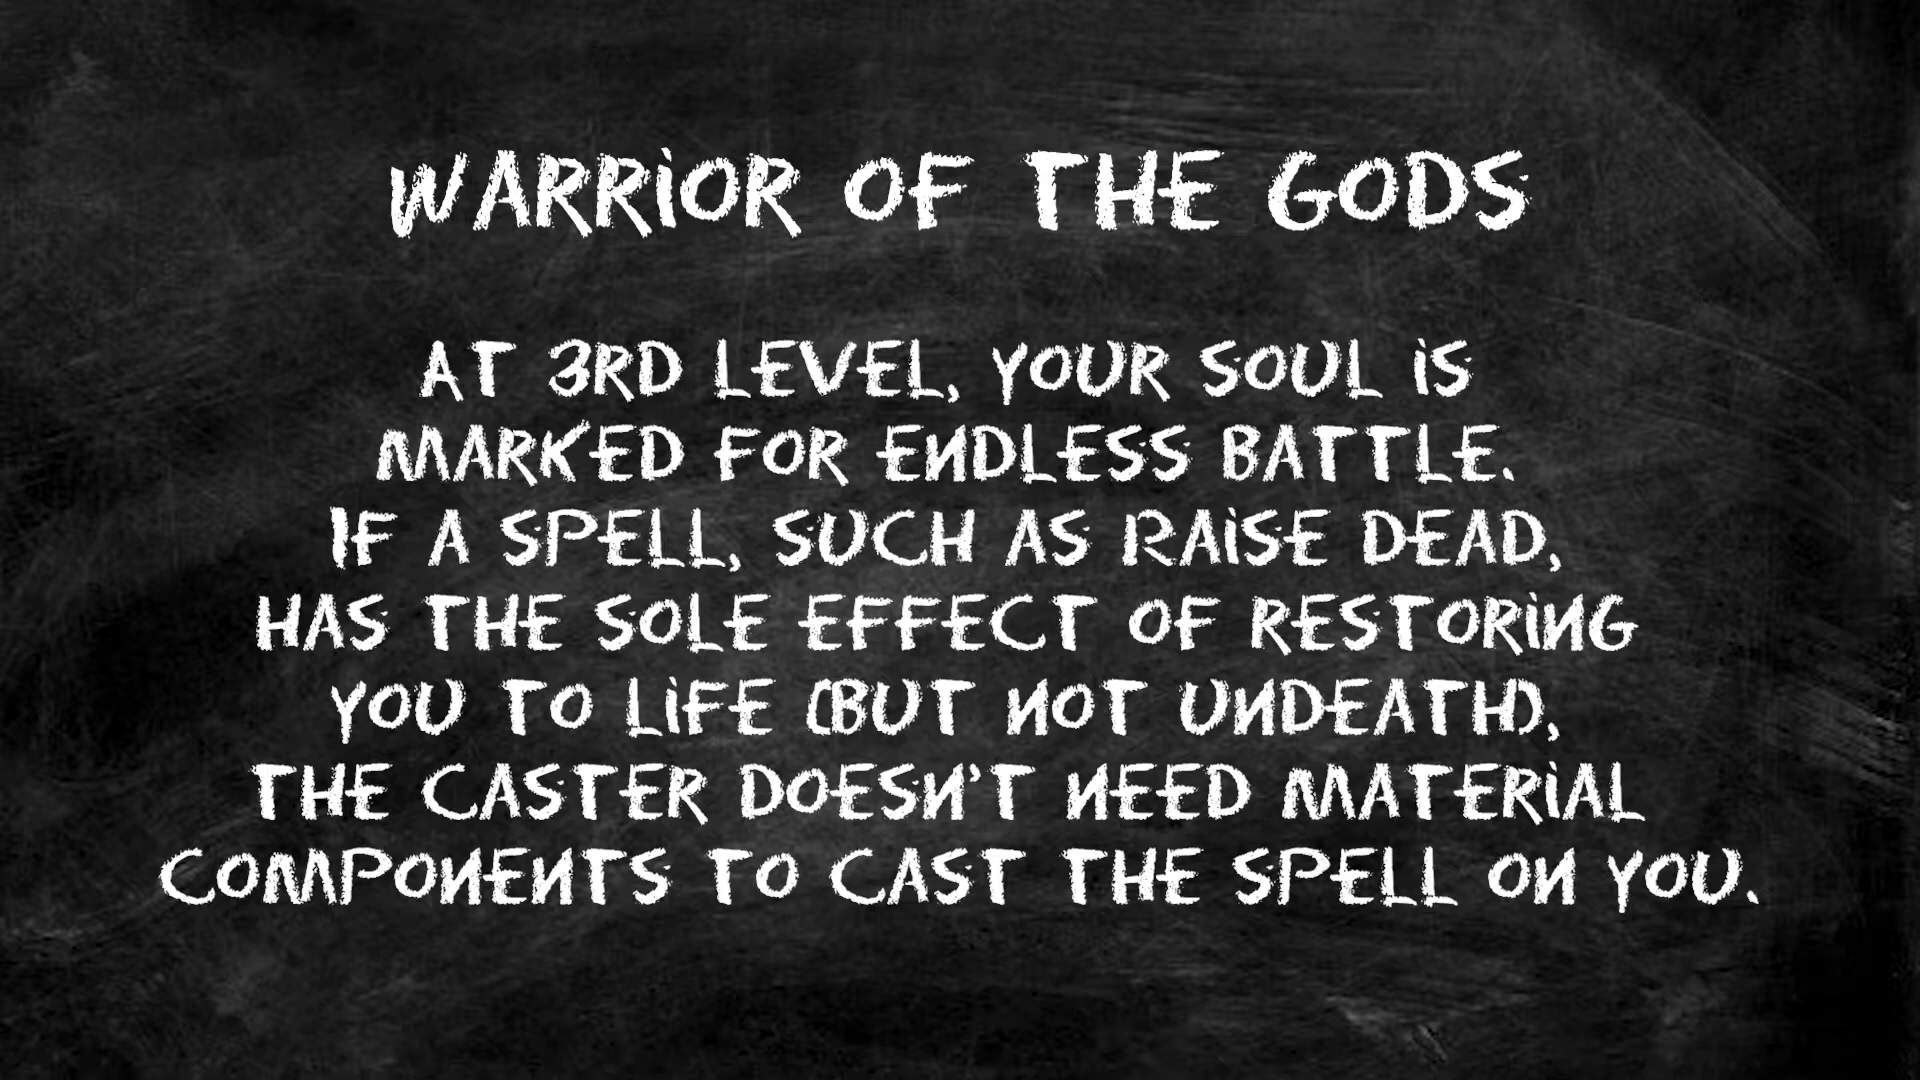 WARRIOR OF THE GODS
AT 3RD LEVEL, YOUR SOUL IS
MARKED FOR ENDLESS BATTLE.
IF A SPELL, SUCH AS RAISE DEAD,
HAS THE SOLE EFFECT OF RESTORING
YOU TO LIFE (BUT NOT UNDEATH),
THE CASTER DOESN'T NEED MATERIAL
COMPONENTS TO CAST THE SPELL ON YOU.